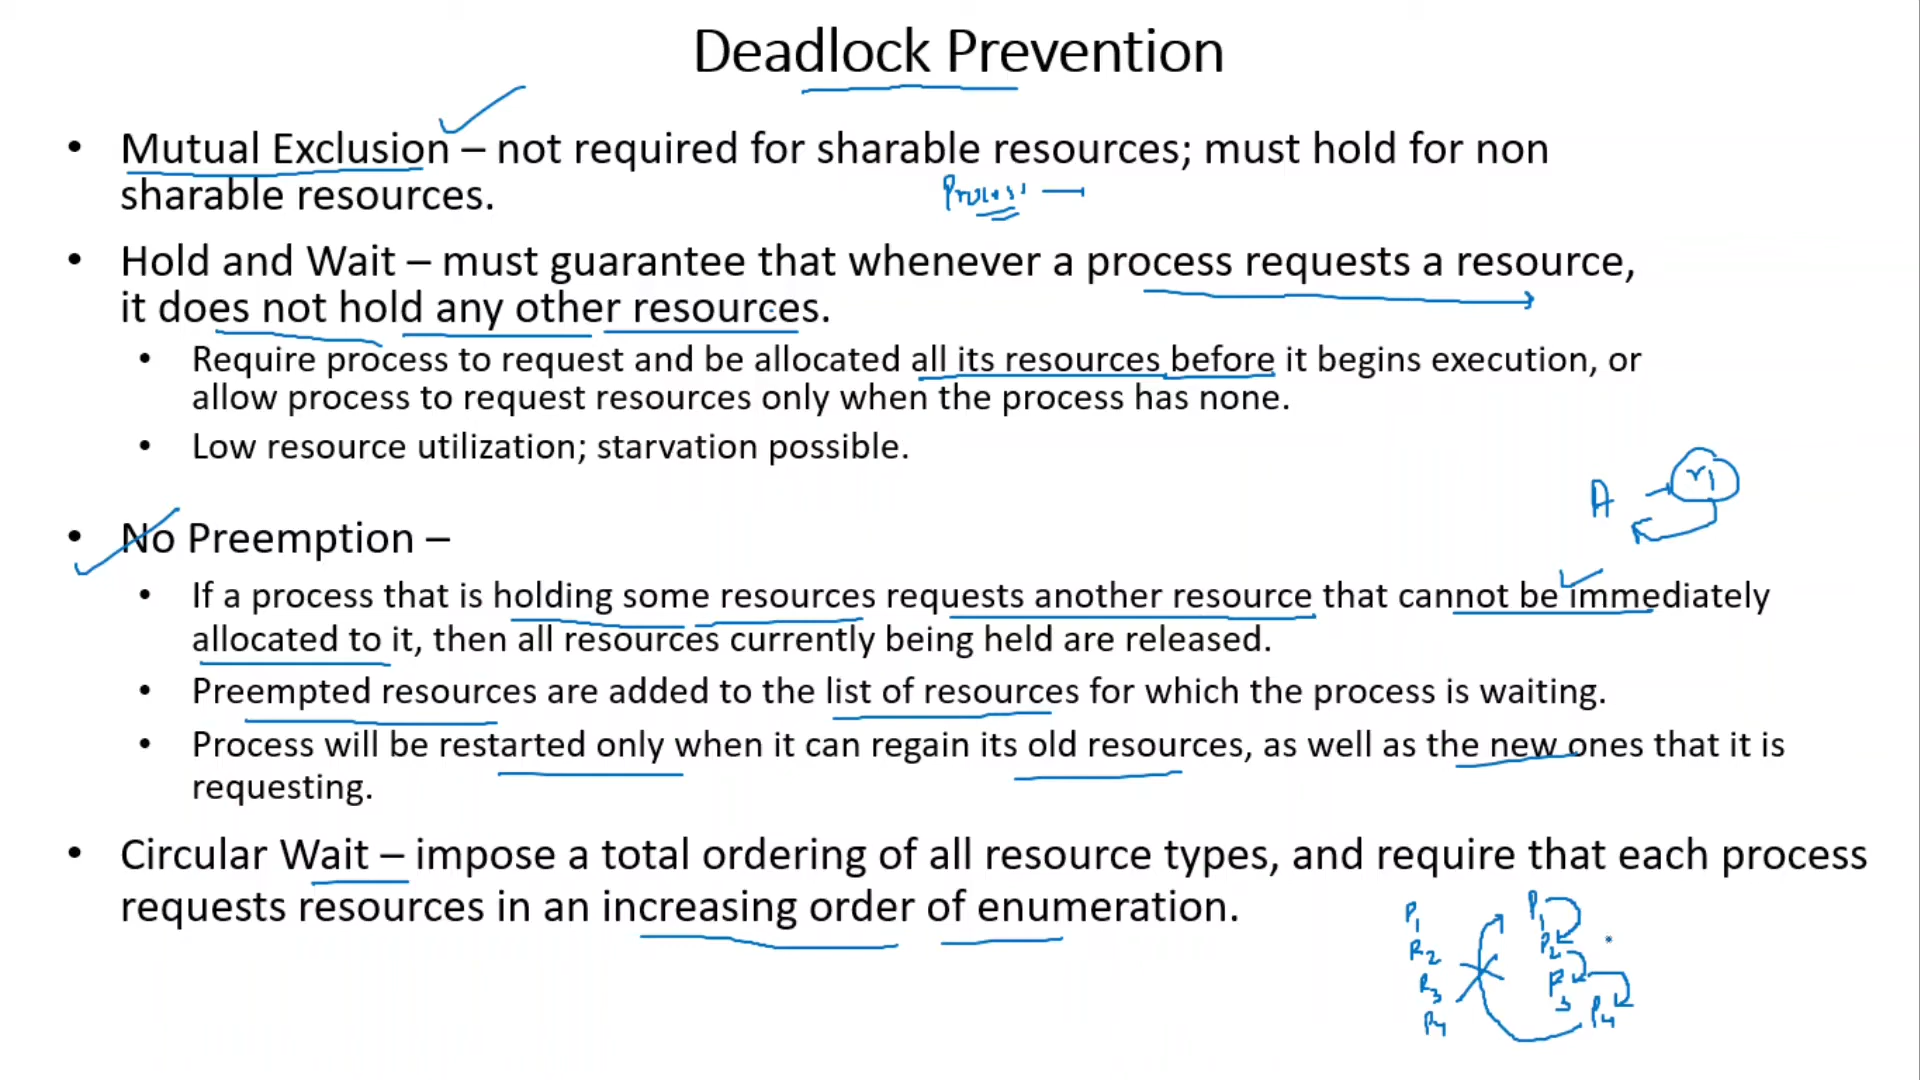 Deadlock Prevention
• Mutual Exclusion – not required for sharable resources; must hold for non
sharable resources.
Process
• Hold and Wait – must guarantee that whenever a process requests a resource,
it does not hold any other resources.
• Require process to request and be allocated all its resources before it begins execution, or
allow process to request resources only when the process has none.
• Low resource utilization; starvation possible.
A r1
• No Preemption –
• If a process that is holding some resources requests another resource that cannot be immediately
allocated to it, then all resources currently being held are released.
• Preempted resources are added to the list of resources for which the process is waiting.
• Process will be restarted only when it can regain its old resources, as well as the new ones that it is
requesting.
• Circular Wait – impose a total ordering of all resource types, and require that each process
requests resources in an increasing order of enumeration.
P1 P1
R2 P2
R3
P4 P4